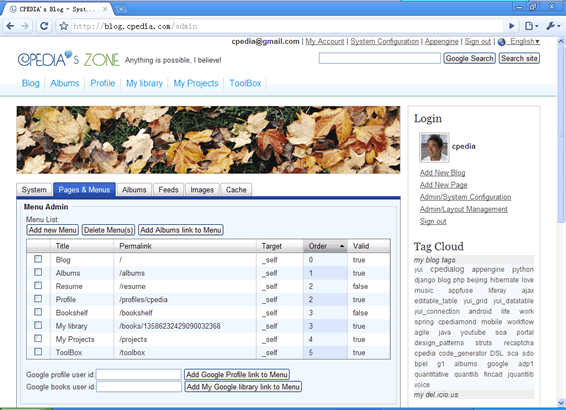 CPEDIA's Blog - Syst...
http://blog.cpedia.com/admin
cpedia@gmail.com | My Account | System Configuration | Appengine | Sign out | English▼
CPEDIA's ZONE Anything is possible, I believe!
Google Search Search site
Blog Albums Profile My library My Projects ToolBox
System Pages & Menus Albums Feeds Images Cache
Menu Admin
Menu List:
Add new Menu Delete Menu(s) Add Albums link to Menu
Title Permalink Target Order Valid
Blog / _self 0 true
Albums /albums _self 1 true
Resume /resume _self 2 false
Profile /profiles/cpedia _self 2 true
Bookshelf /bookshelf _self 3 false
My library /books/13586232429090032368 _self 3 true
My Projects /projects _self 4 true
ToolBox /toolbox _self 5 true
Google profile user id: Add Google Profile link to Menu
Google books user id: Add My Google library link to Menu
Login
cpedia
Add New Blog
Add New Page
Admin/System Configuration
Admin/Layout Management
Sign out
Tag Cloud
my blog tags
yui cpedialog appengine python
django blog php beijing hibernate love
music appfuse liferay ajax
editable_table yui_grid yui_datatable
yui_connection android life work
spring cpediamond mobile workflow
agile java youtube soa portal
design_patterns struts recaptcha
cpedia code_generator DSL sca sdo
bpel g1 albums google adp1
quantitative quantlib fincad jquantlib
voice
my del.icio.us